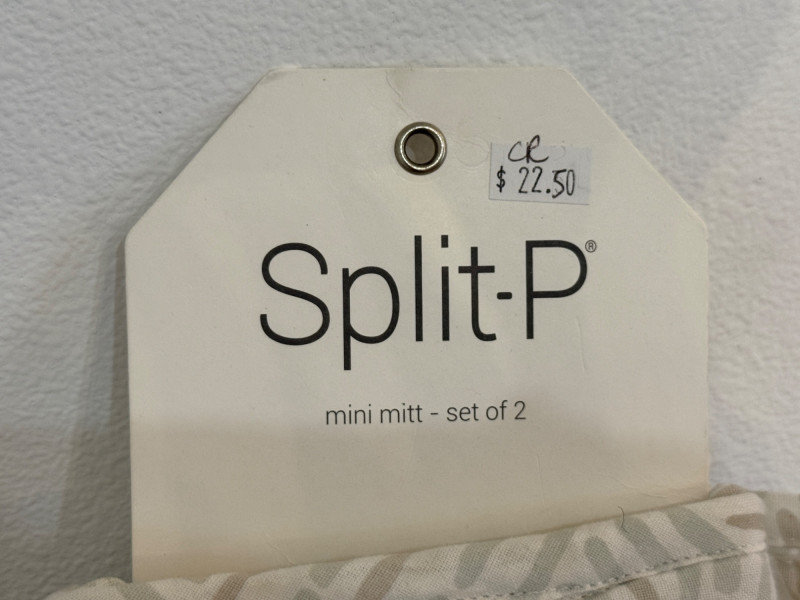 CR
$ 22.50
Split-P®
mini mitt - set of 2